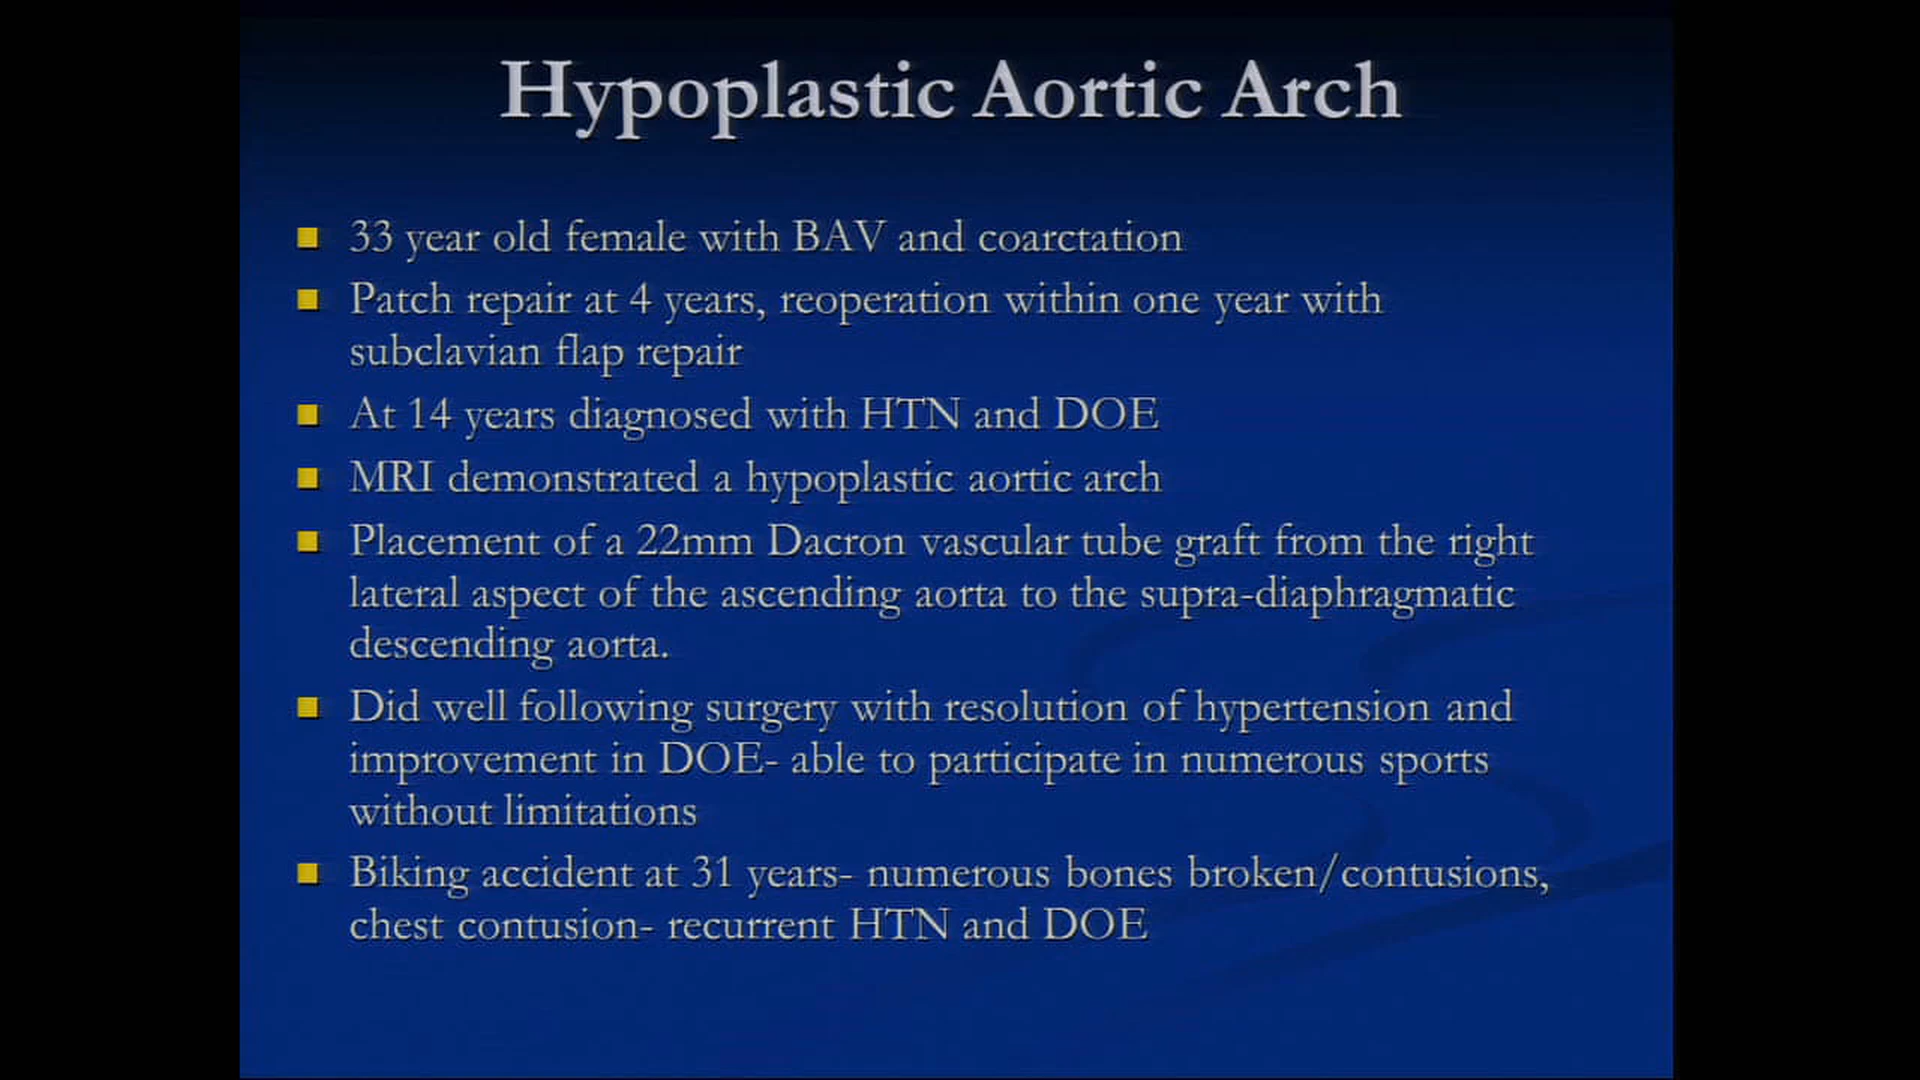 Hypoplastic Aortic Arch
33 year old female with BAV and coarctation
Patch repair at 4 years, reoperation within one year with
subclavian flap repair
At 14 years diagnosed with HTN and DOE
MRI demonstrated a hypoplastic aortic arch
Placement of a 22mm Dacron vascular tube graft from the right
lateral aspect of the ascending aorta to the supra-diaphragmatic
descending aorta.
Did well following surgery with resolution of hypertension and
improvement in DOE- able to participate in numerous sports
without limitations
Biking accident at 31 years- numerous bones broken/contusions,
chest contusion- recurrent HTN and DOE